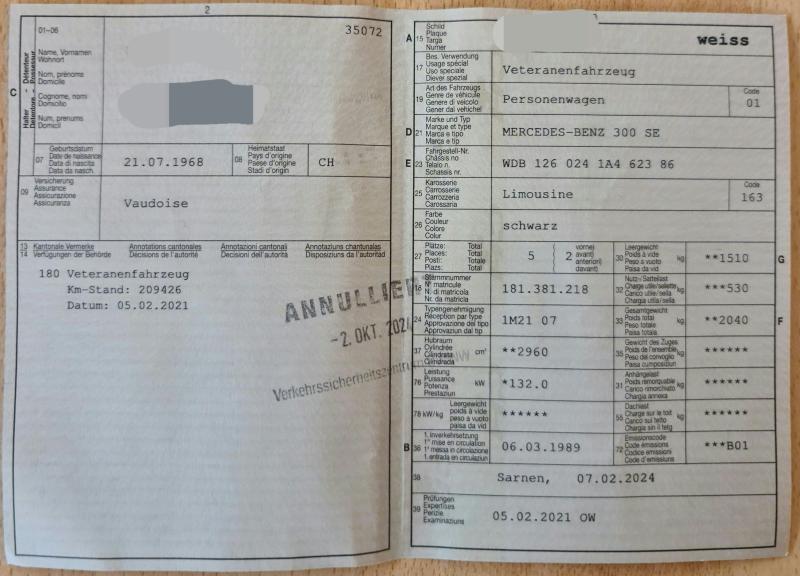 2
01-06
35072
Halter - Détenteur
Detentore - Possessur
C
Name, Vornamen
Wohnort
Nom, prénoms
Domicile
Cognome, nomi
Domicilio
Num, prenums
Domicil
07
Geburtsdatum
Date de naissance
Data di nascita
Data da nasch.
21.07.1968
08
Heimatstaat
Pays d'origine
Paese d'origine
Stadi d'origin
CH
09
Versicherung
Assurance
Assicurazione
Assicuranza
Vaudoise
13 Kantonale Vermerke Annotations cantonales Annotazioni cantonali Annotaziuns chantunalas
14 Verfügungen der Behörde Décisions de l'autorité Decisioni dell'autorità Disposiziuns da l'autoritad
180 Veteranenfahrzeug
Km-Stand: 209426
Datum: 05.02.2021
ANNULLIE
-2. OKT. 202
Verkehrssicherheitszentrum
A 15
Schild
Plaque
Targa
Numer
weiss
17
Bes. Verwendung
Usage spécial
Uso speciale
Diever spezial
Veteranenfahrzeug
19
Art des Fahrzeugs
Genre de véhicule
Genere di veicolo
Gener dal vehichel
Personenwagen
Code
01
D 21
Marke und Typ
Marque et type
Marca e tipo
Marca e tip
MERCEDES-BENZ 300 SE
E 23
Fahrgestell-Nr.
Châssis no
Telaio n.
Schassis nr.
WDB 126 024 1A4 623 86
25
Karosserie
Carrosserie
Carrozzeria
Carossaria
Limousine
Code
163
26
Farbe
Couleur
Colore
Colur
schwarz
27
Plätze: Total
Places: Total
Posti: Totale
Plazs: Total
5
2
vorne)
avant)
anteriori)
davant)
30
Leergewicht
Poids à vide
Peso a vuoto
Paisa da vid
kg
**1510
G
18
Stammnummer
N° matricule
N. di matricola
Nr. da matricla
181.381.218
32
Nutz-/Sattellast
Charge utile/sellette
Carico utile/sella
Chargia utila/sella
kg
***530
24
Typengenehmigung
Réception par type
Approvazione del tipo
Approvaziun dal tip
1M21 07
33
Gesamtgewicht
Poids total
Peso totale
Paisa totala
kg
**2040
F
37
Hubraum
Cylindrée
Cilindrata
Cilindrada
cm³
**2960
35
Gewicht des Zuges
Poids de l'ensemble
Peso del convoglio
Paisa cumposiziun
kg
******
76
Leistung
Puissance
Potenza
Prestaziun
kW
*132.0
31
Anhängelast
Poids remorquable
Carico rimorchiato
Chargia annexa
kg
******
78 kW/kg
Leergewicht
poids à vide
peso a vuoto
paisa da vid
******
55
Dachlast
Charge sur le toit
Carico sul tetto
Chargia sin il tetg
kg
******
B 36
1. Inverkehrsetzung
1re mise en circulation
1a messa in circolazione
1. entrada en circulaziun
06.03.1989
72
Emissionscode
Code émissions
Codice emissioni
Code d'emissiuns
***B01
38
Sarnen, 07.02.2024
39
Prüfungen
Expertises
Perizie
Examinaziuns
05.02.2021 OW